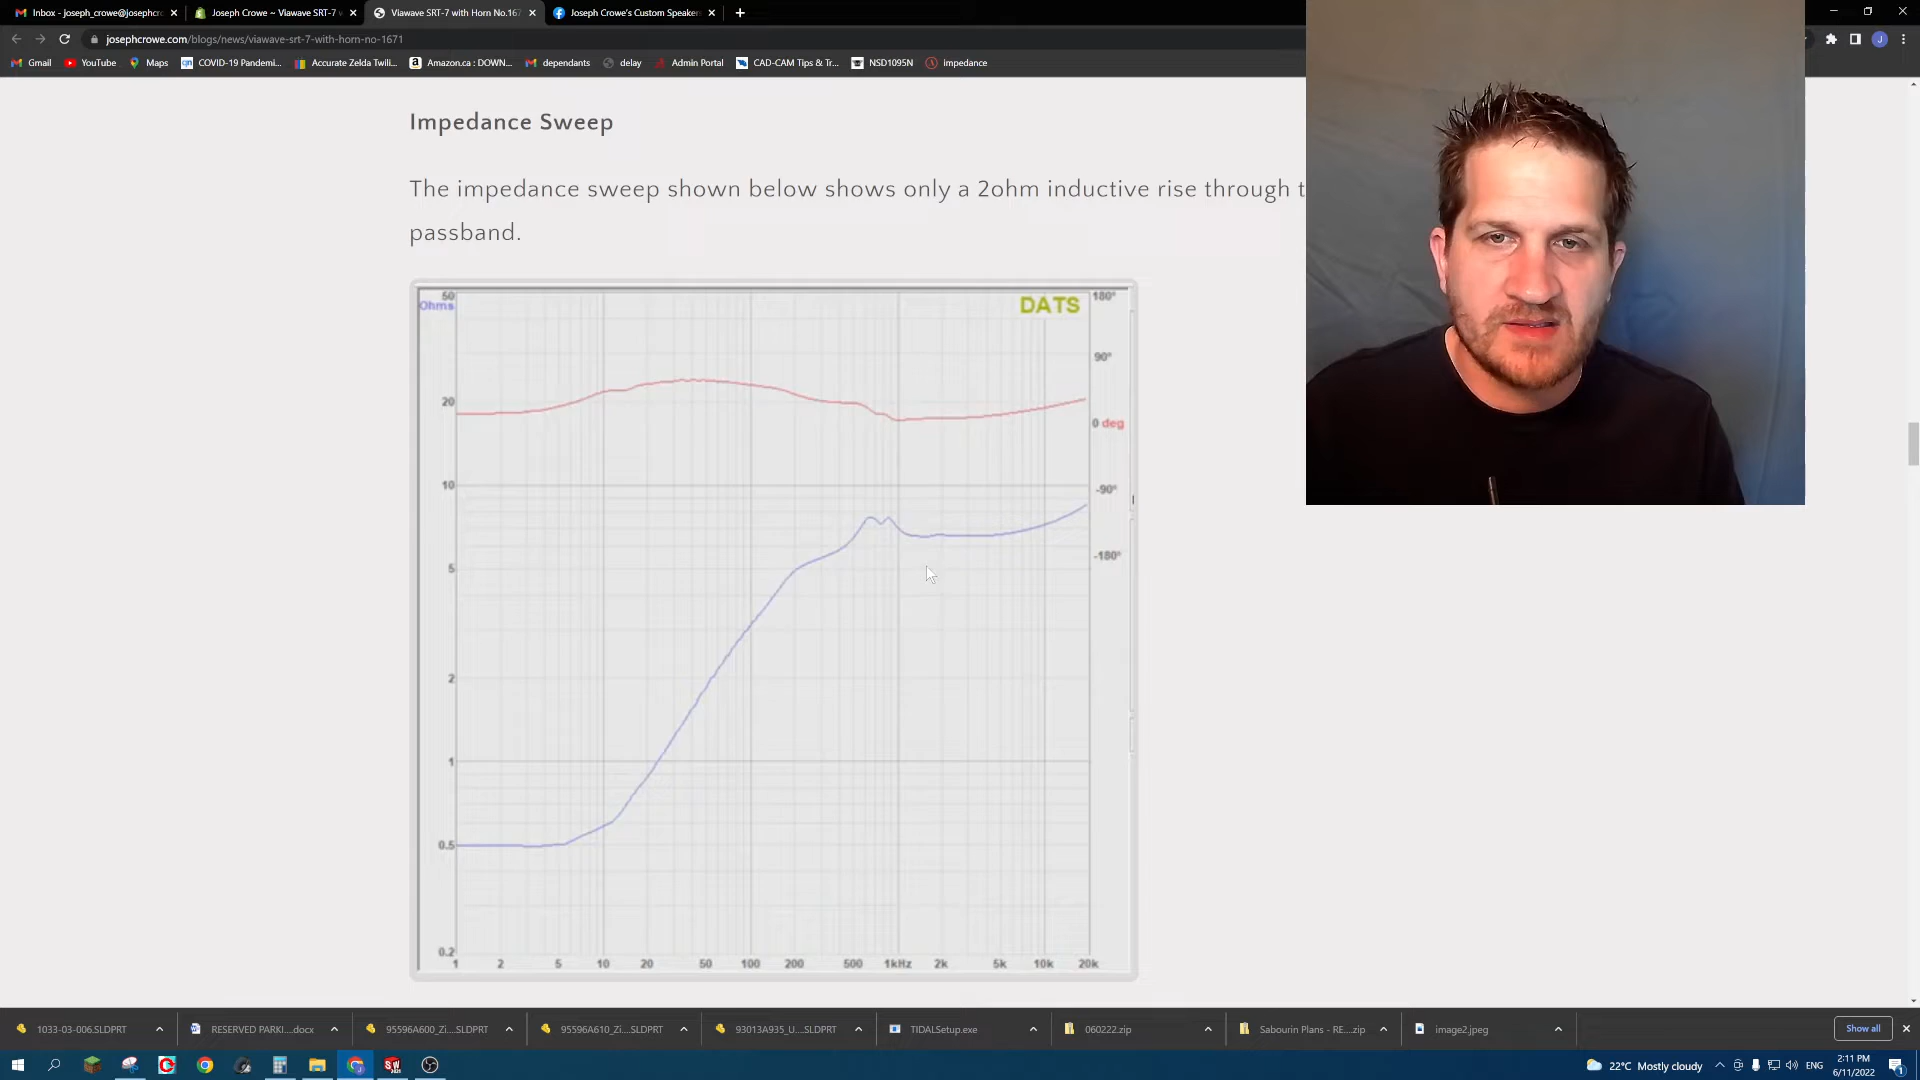 Inbox - joseph_crowe@josephcr
Joseph Crowe ~ Viawave SRT-7 w
Viawave SRT-7 with Horn No.167
Joseph Crowe's Custom Speaker
josephcrowe.com/blogs/news/viawave-srt-7-with-horn-no-1671
J
Gmail
YouTube
Maps
COVID-19 Pandemi...
Accurate Zelda Twili...
Amazon.ca : DOWN...
dependants
delay
Admin Portal
CAD-CAM Tips & Tr...
NSD1095N
impedance
Impedance Sweep
The impedance sweep shown below shows only a 2ohm inductive rise through t
passband.
50
Ohms
DATS
180°
90°
20
0 deg
10
-90°
5
-180°
2
1
0.5
0.2
1 2 5 10 20 50 100 200 500 1kHz 2k 5k 10k 20k
1033-03-006.SLDPRT
RESERVED PARKI....docx
95596A600_Zi....SLDPRT
95596A610_Zi....SLDPRT
93013A935_U....SLDPRT
TIDALSetup.exe
060222.zip
Sabourin Plans - RE....zip
image2.jpeg
Show all
22°C Mostly cloudy
ENG
2:11 PM
6/11/2022